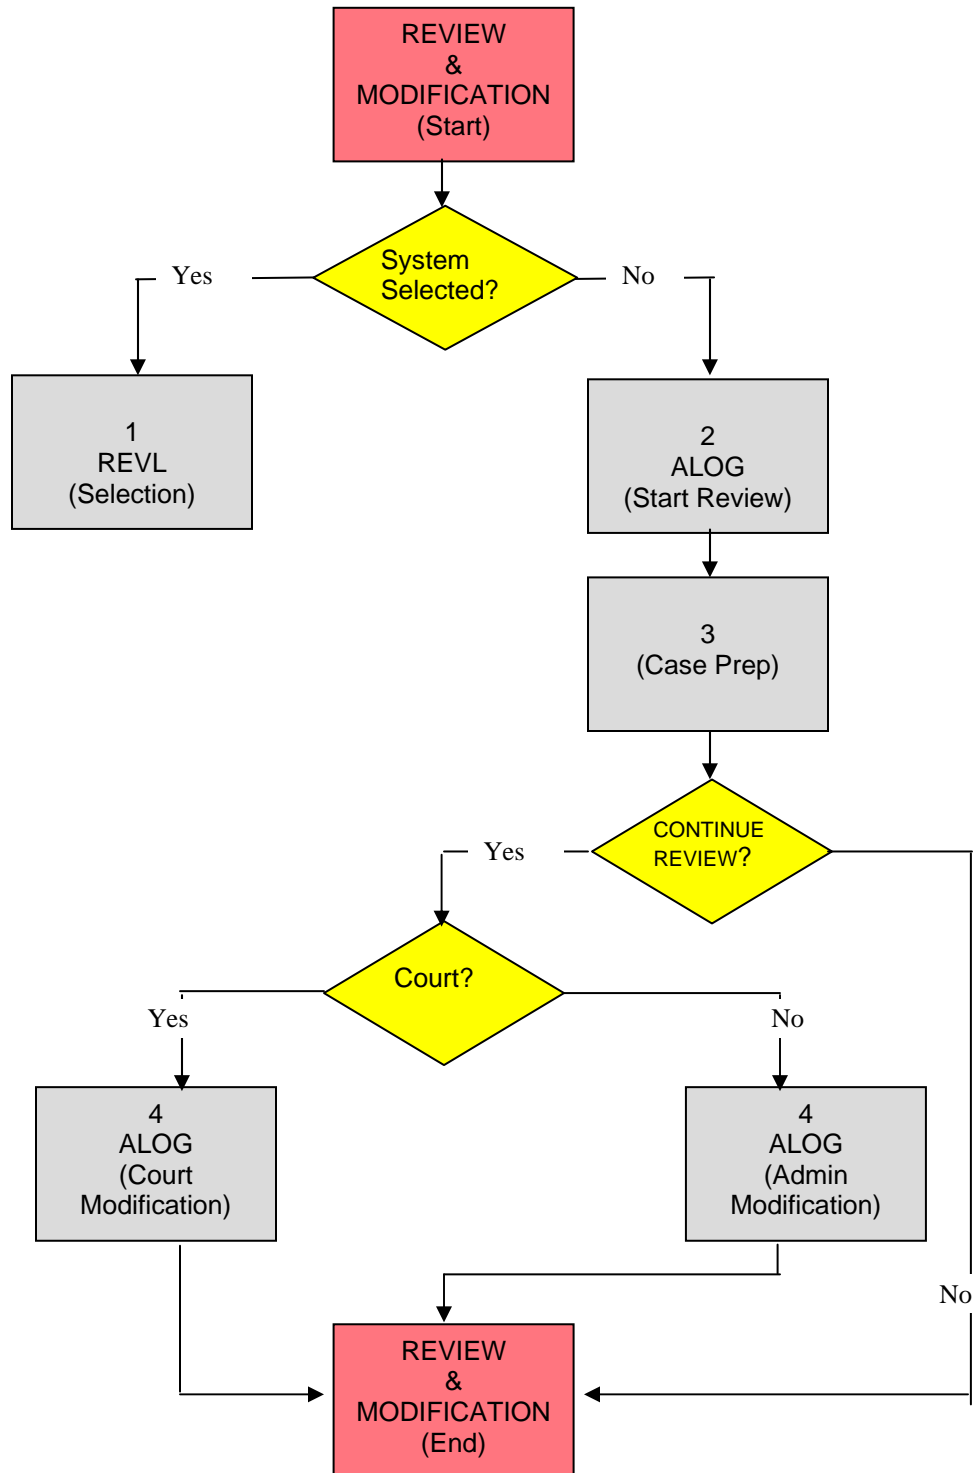 REVIEW
&
MODIFICATION
(Start)
System
Selected?
Yes
No
1
REVL
(Selection)
2
ALOG
(Start Review)
3
(Case Prep)
CONTINUE
REVIEW?
Yes
Court?
Yes
No
4
ALOG
(Court
Modification)
4
ALOG
(Admin
Modification)
No
REVIEW
&
MODIFICATION
(End)